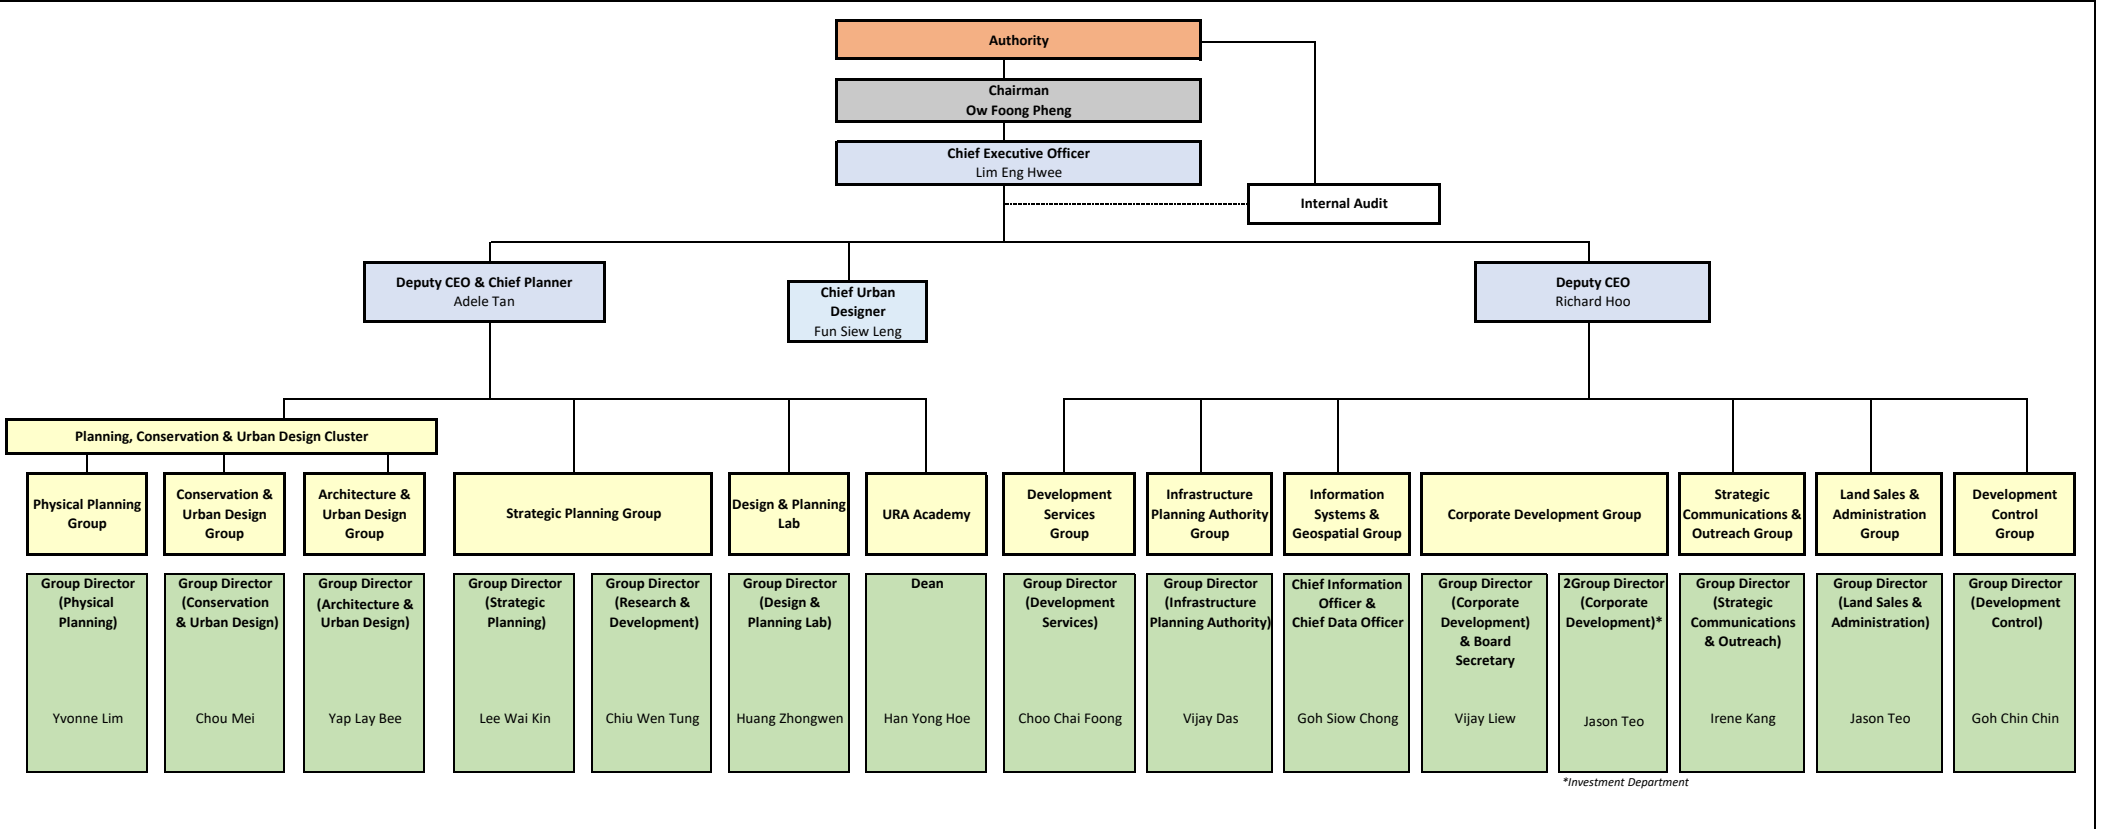 Authority
Chairman
Ow Foong Pheng
Chief Executive Officer
Lim Eng Hwee
Internal Audit
Deputy CEO & Chief Planner
Adele Tan
Chief Urban
Designer
Fun Siew Leng
Deputy CEO
Richard Hoo
Planning, Conservation & Urban Design Cluster
Physical Planning
Group
Conservation &
Urban Design
Group
Architecture &
Urban Design
Group
Strategic Planning Group
Design & Planning
Lab
URA Academy
Development
Services
Group
Infrastructure
Planning Authority
Group
Information
Systems &
Geospatial Group
Corporate Development Group
Strategic
Communications &
Outreach Group
Land Sales &
Administration
Group
Development
Control
Group
Group Director
(Physical
Planning)
Yvonne Lim
Group Director
(Conservation
& Urban Design)
Chou Mei
Group Director
(Architecture &
Urban Design)
Yap Lay Bee
Group Director
(Strategic
Planning)
Lee Wai Kin
Group Director
(Research &
Development)
Chiu Wen Tung
Group Director
(Design &
Planning Lab)
Huang Zhongwen
Dean
Han Yong Hoe
Group Director
(Development
Services)
Choo Chai Foong
Group Director
(Infrastructure
Planning Authority)
Vijay Das
Chief Information
Officer &
Chief Data Officer
Goh Siow Chong
Group Director
(Corporate
Development)
& Board
Secretary
Vijay Liew
2Group Director
(Corporate
Development)*
Jason Teo
Group Director
(Strategic
Communications
& Outreach)
Irene Kang
Group Director
(Land Sales &
Administration)
Jason Teo
Group Director
(Development
Control)
Goh Chin Chin
*Investment Department